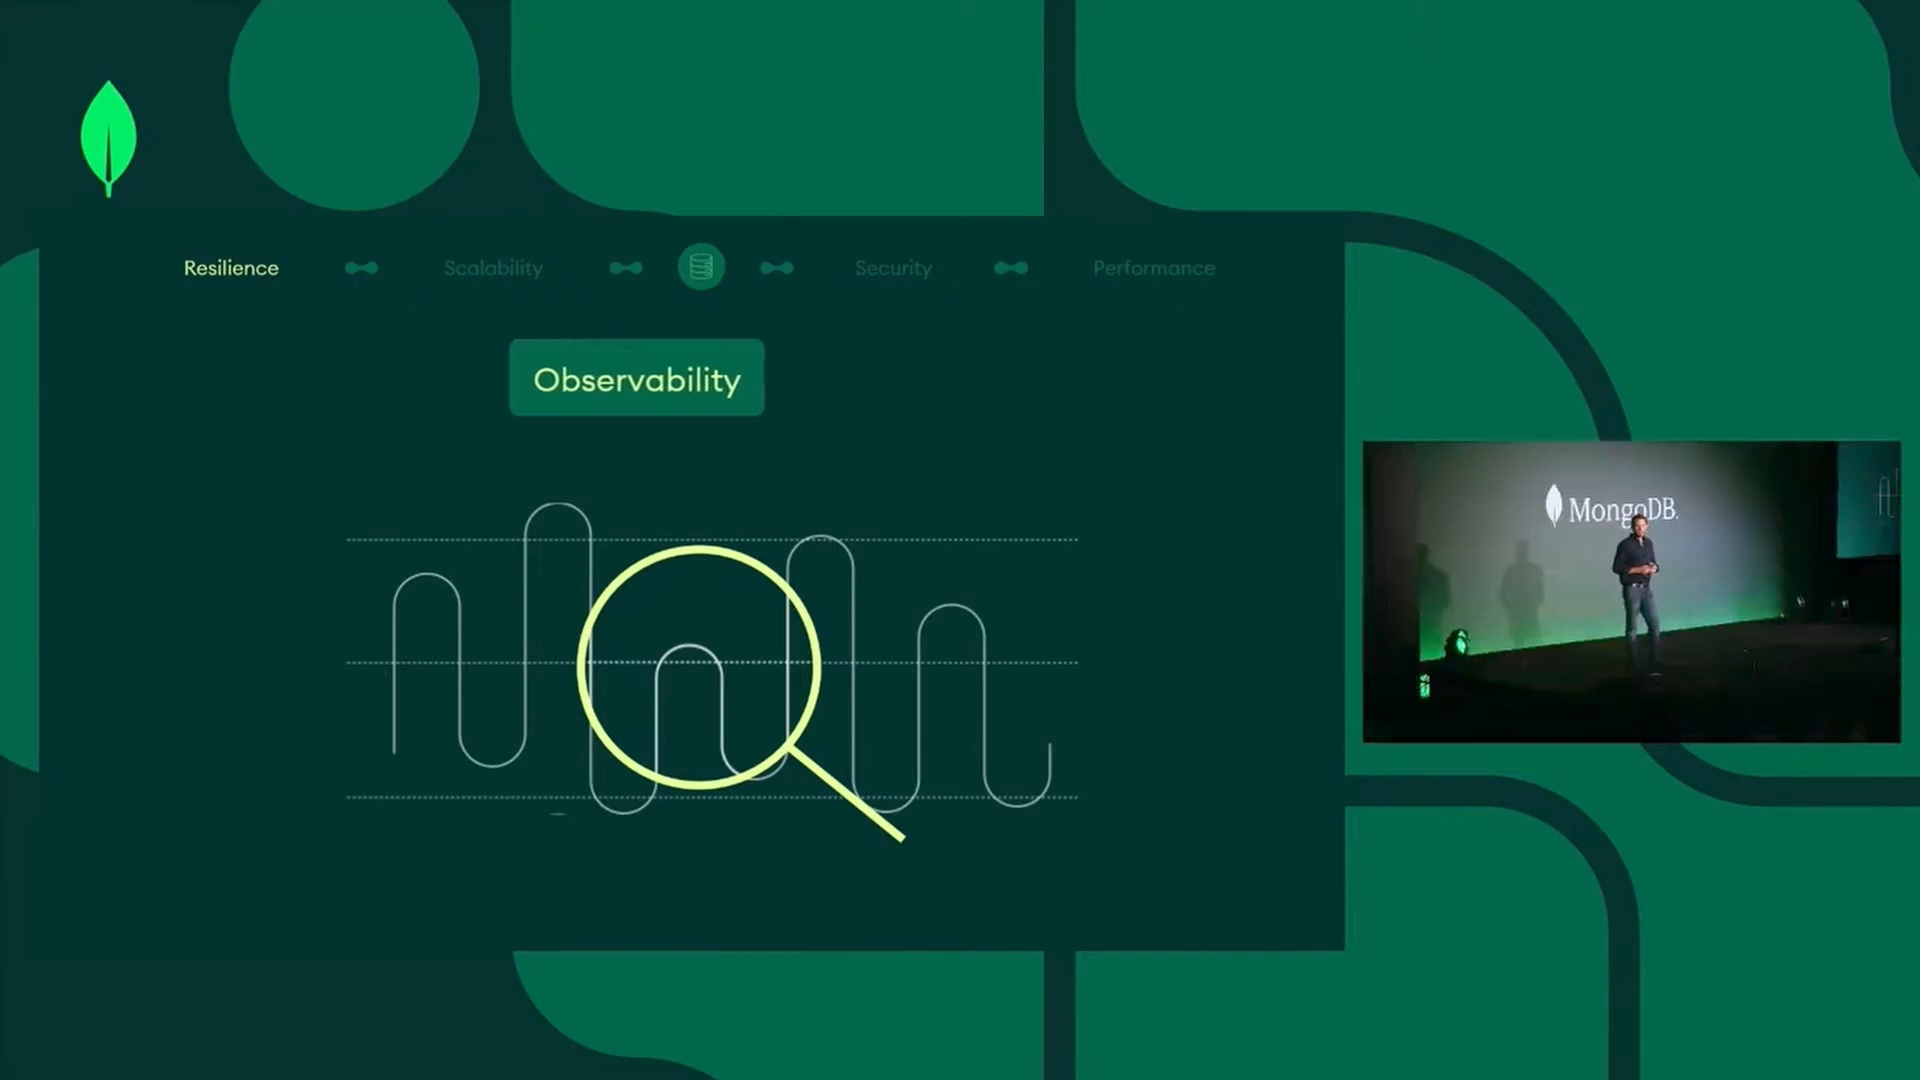 Resilience
Scalability
Security
Performance
Observability
MongoDB.